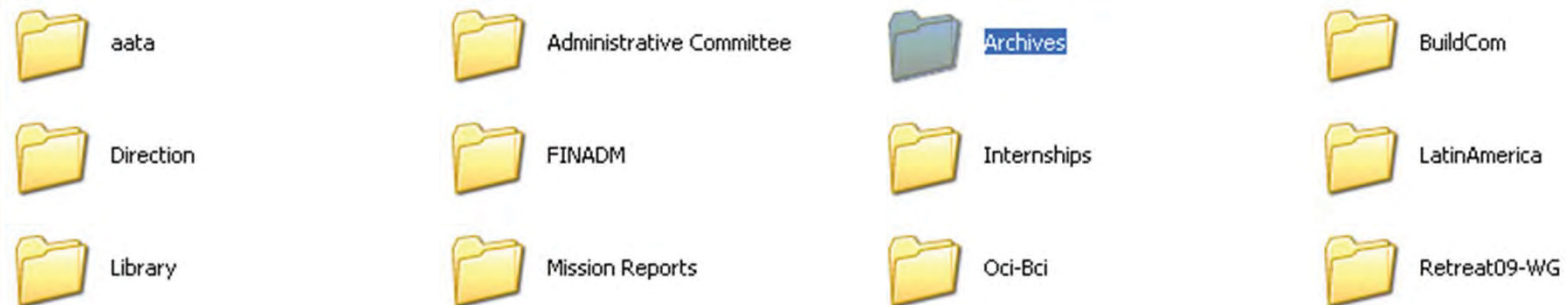 aata
Administrative Committee
Archives
BuildCom
Direction
FINADM
Internships
LatinAmerica
Library
Mission Reports
Oci-Bci
Retreat09-WG